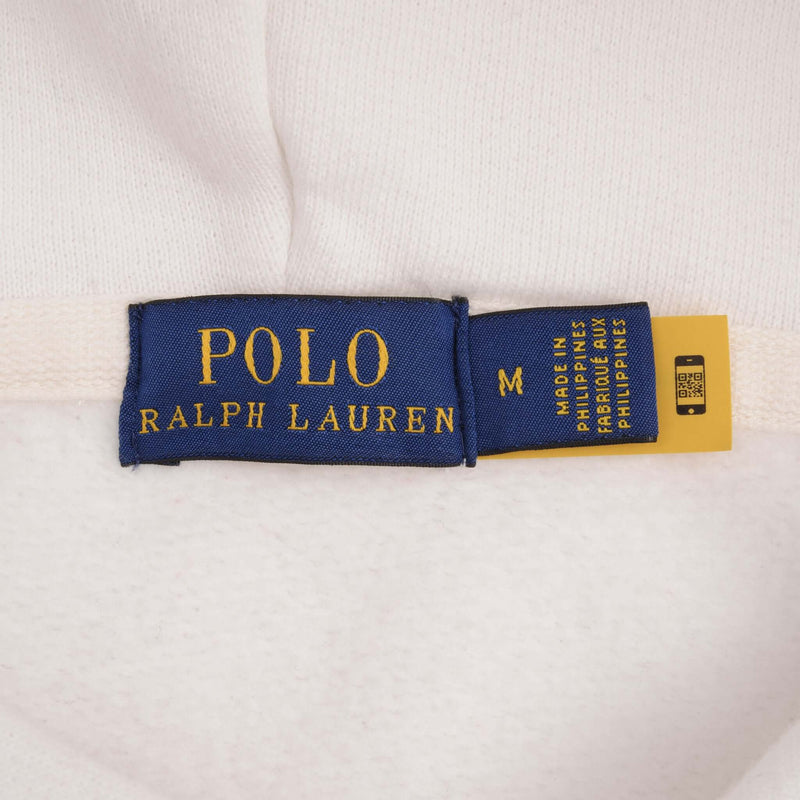 POLO
RALPH LAUREN
M
MADE IN
PHILIPPINES
FABRIQUÉ AUX
PHILIPPINES